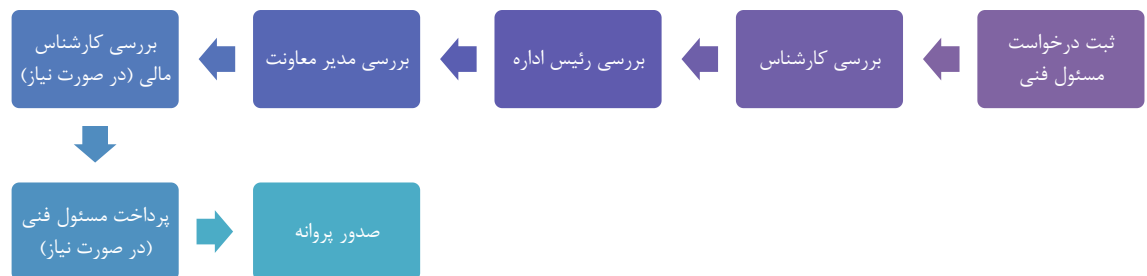 ثبت درخواست
مسئول فنی
بررسی کارشناس
بررسی رئیس اداره
بررسی مدیر معاونت
بررسی کارشناس
مالی (در صورت نیاز)
پرداخت مسئول فنی
(در صورت نیاز)
صدور پروانه